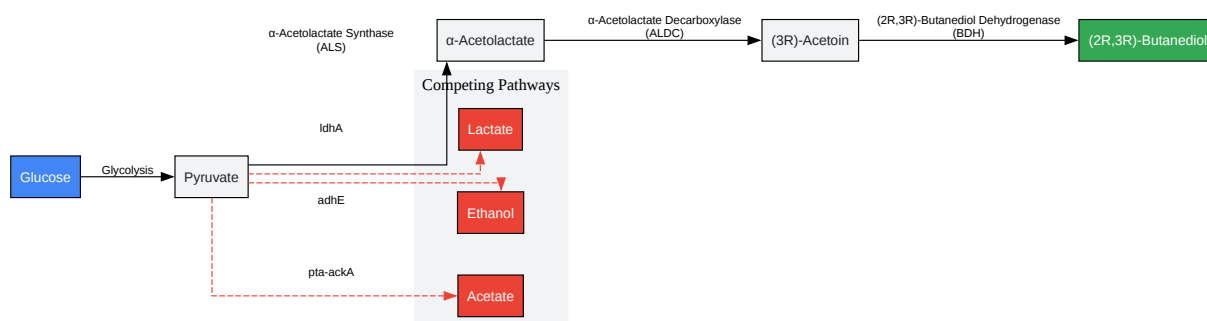 α-Acetolactate Synthase
(ALS)
α-Acetolactate
α-Acetolactate Decarboxylase
(ALDC)
(3R)-Acetoin
(2R,3R)-Butanediol Dehydrogenase
(BDH)
(2R,3R)-Butanediol
Competing Pathways
ldhA
Lactate
Glucose
Glycolysis
Pyruvate
adhE
Ethanol
pta-ackA
Acetate